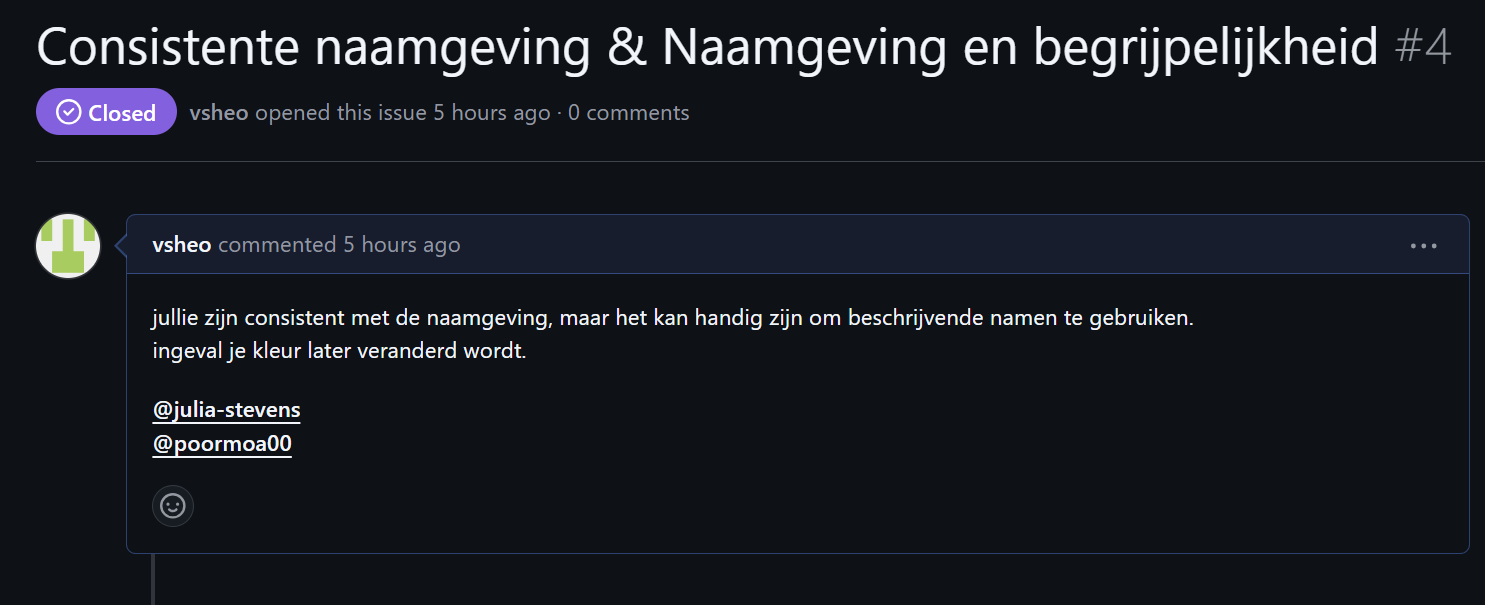 Consistente naamgeving & Naamgeving en begrijpelijkheid #4
Closed vsheo opened this issue 5 hours ago · 0 comments
vsheo commented 5 hours ago
jullie zijn consistent met de naamgeving, maar het kan handig zijn om beschrijvende namen te gebruiken.
ingeval je kleur later veranderd wordt.
@julia-stevens
@poormoa00